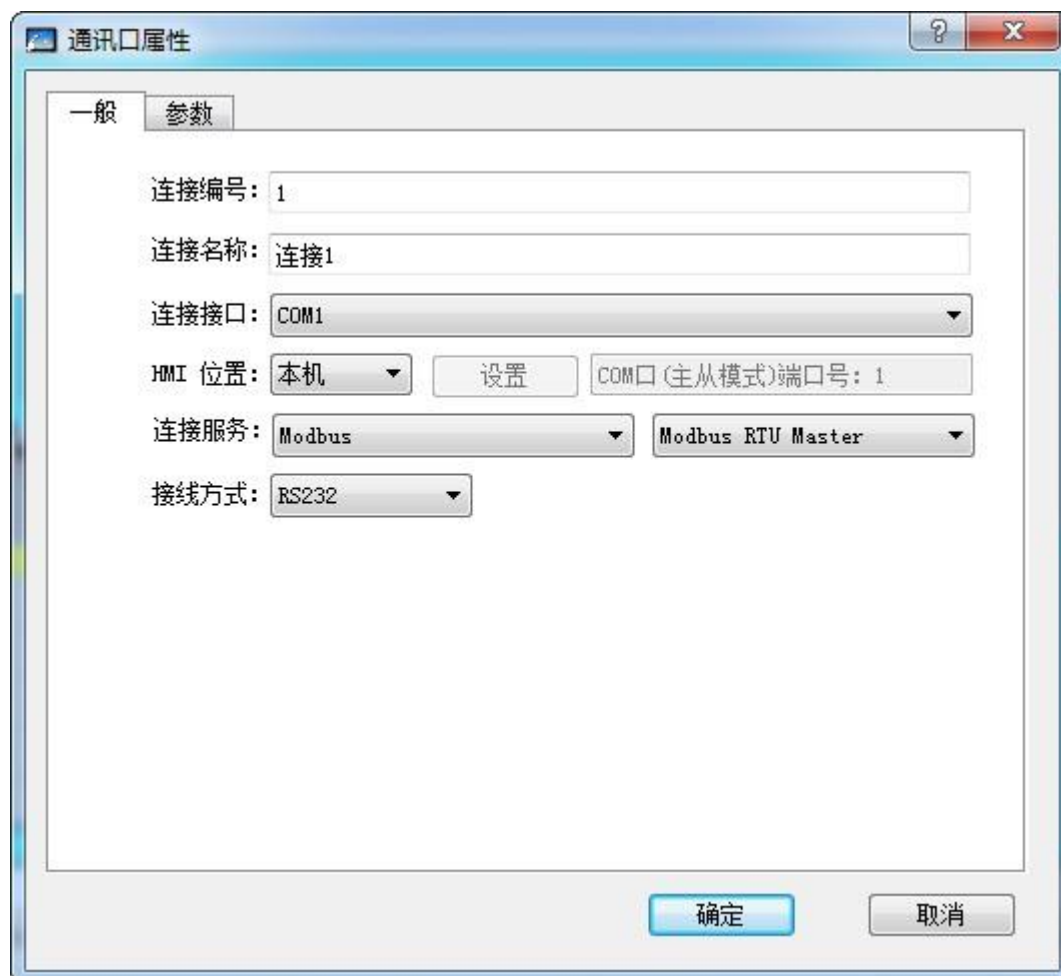 通讯口属性
一般 参数
连接编号: 1
连接名称: 连接1
连接接口: COM1
HMI 位置: 本机 设置 COM口(主从模式)端口号: 1
连接服务: Modbus Modbus RTU Master
接线方式: RS232
确定 取消